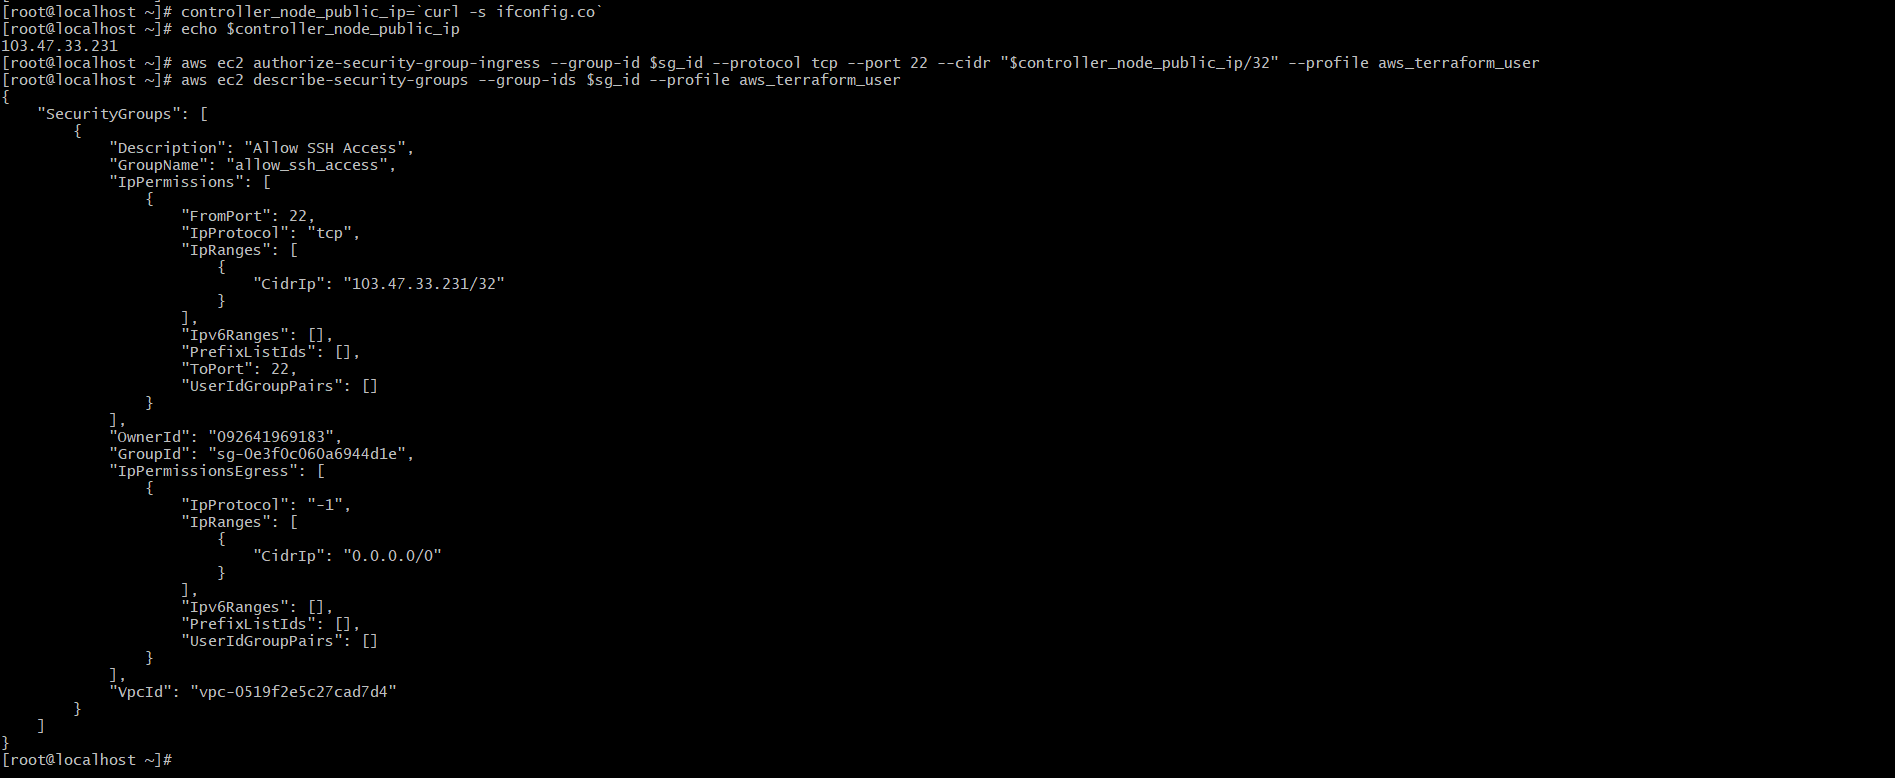 [root@localhost ~]# controller_node_public_ip=`curl -s ifconfig.co`
[root@localhost ~]# echo $controller_node_public_ip
103.47.33.231
[root@localhost ~]# aws ec2 authorize-security-group-ingress --group-id $sg_id --protocol tcp --port 22 --cidr "$controller_node_public_ip/32" --profile aws_terraform_user
[root@localhost ~]# aws ec2 describe-security-groups --group-ids $sg_id --profile aws_terraform_user
{
    "SecurityGroups": [
        {
            "Description": "Allow SSH Access",
            "GroupName": "allow_ssh_access",
            "IpPermissions": [
                {
                    "FromPort": 22,
                    "IpProtocol": "tcp",
                    "IpRanges": [
                        {
                            "CidrIp": "103.47.33.231/32"
                        }
                    ],
                    "Ipv6Ranges": [],
                    "PrefixListIds": [],
                    "ToPort": 22,
                    "UserIdGroupPairs": []
                }
            ],
            "OwnerId": "092641969183",
            "GroupId": "sg-0e3f0c060a6944d1e",
            "IpPermissionsEgress": [
                {
                    "IpProtocol": "-1",
                    "IpRanges": [
                        {
                            "CidrIp": "0.0.0.0/0"
                        }
                    ],
                    "Ipv6Ranges": [],
                    "PrefixListIds": [],
                    "UserIdGroupPairs": []
                }
            ],
            "VpcId": "vpc-0519f2e5c27cad7d4"
        }
    ]
}
[root@localhost ~]#